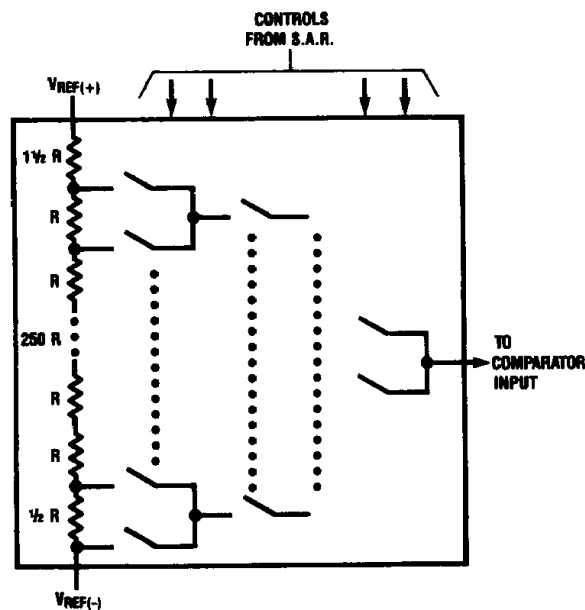 CONTROLS
FROM S.A.R.
VREF(+)
1½ R
R
R
250 R
R
R
½ R
TO
COMPARATOR
INPUT
VREF(–)